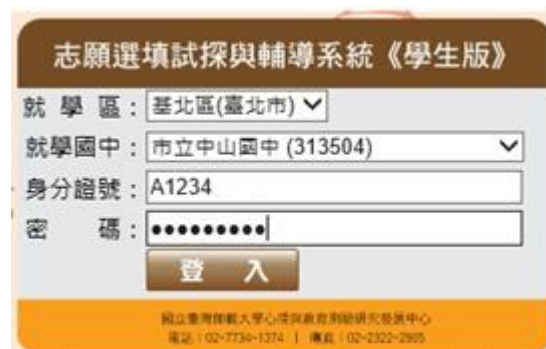 志願選填試探與輔導系統《學生版》
就 學 區：基北區(臺北市)
就學國中：市立中山國中 (313504)
身分證號：A1234
密 碼：●●●●●●●●●
登 入
國立臺灣師範大學心理與教育測驗研究發展中心
電話：02-7734-1374 | 傳真：02-2322-2905